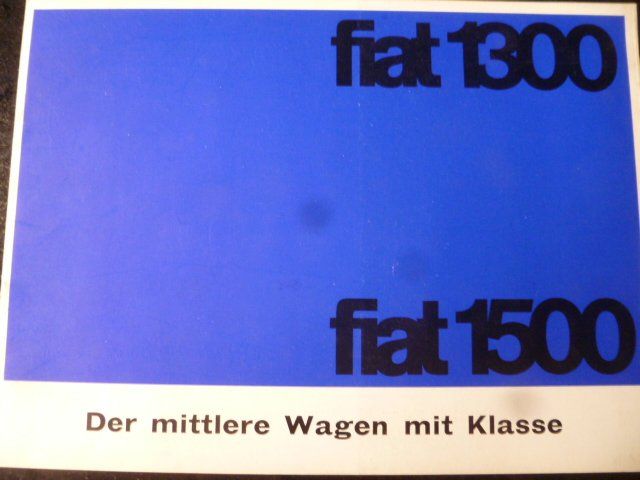 fiat 1300
fiat 1500
Der mittlere Wagen mit Klasse